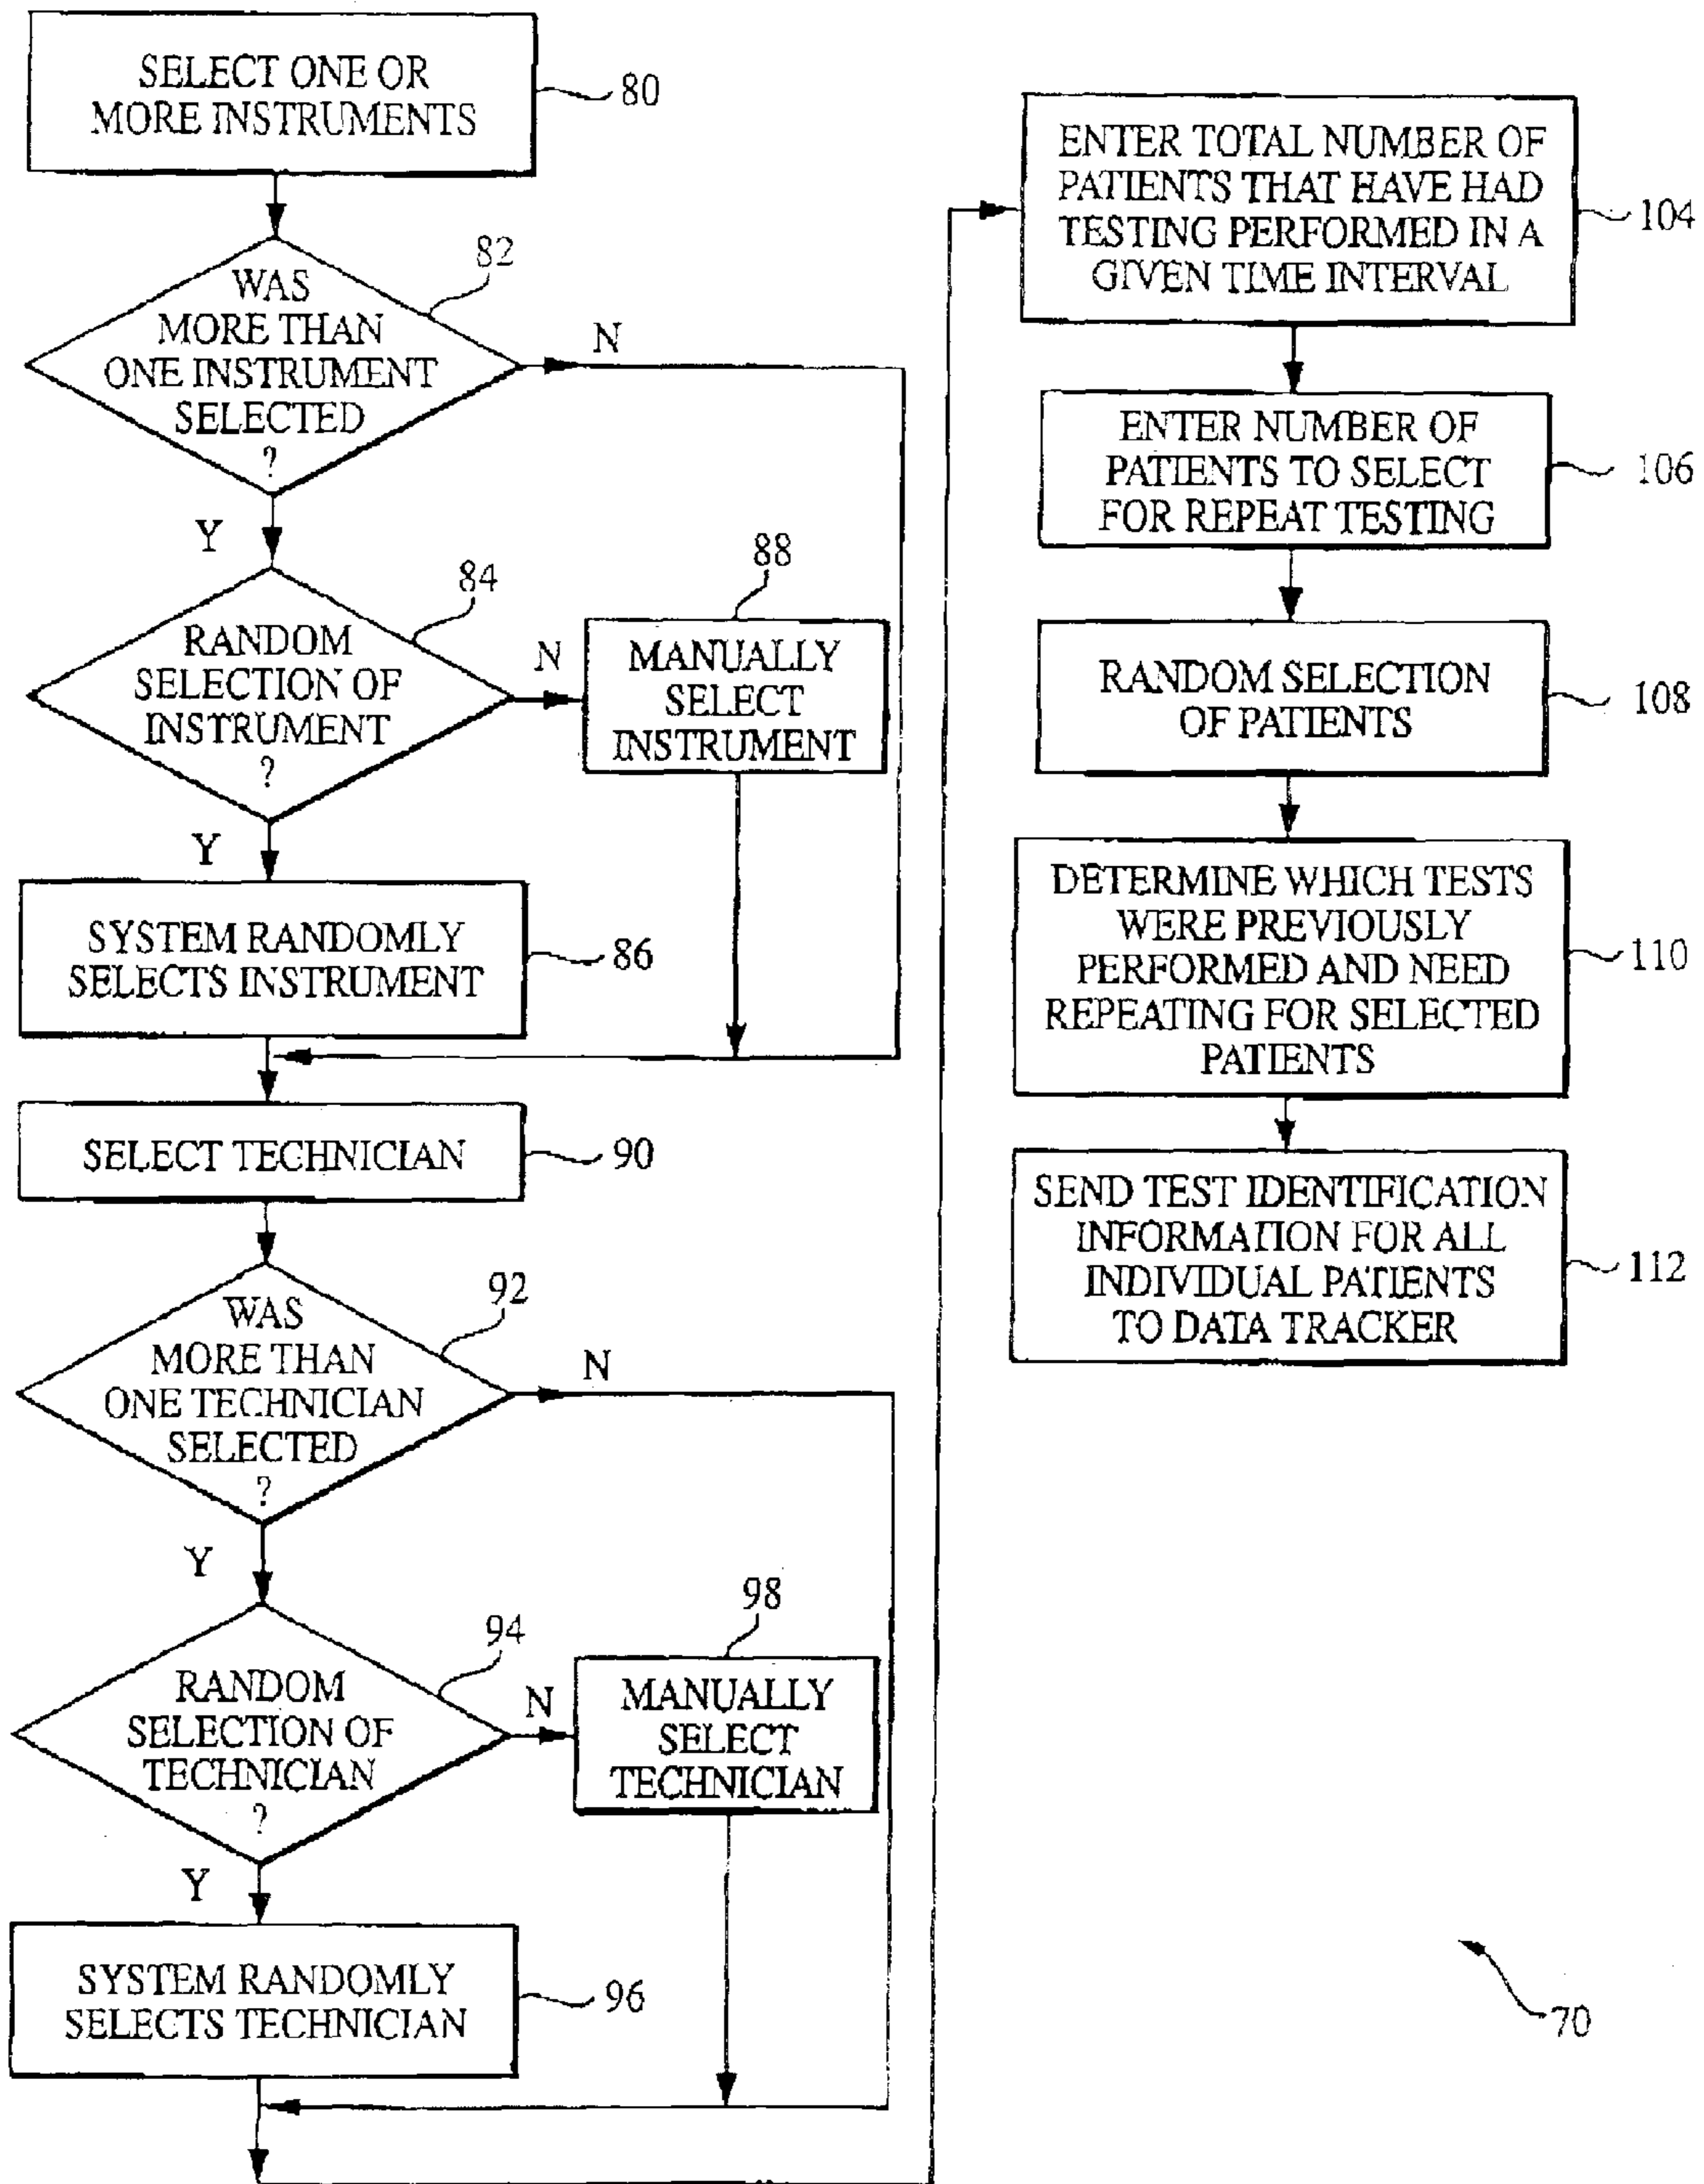 SELECT ONE OR
MORE INSTRUMENTS
80
WAS
MORE THAN
ONE INSTRUMENT
SELECTED
?
82
N
Y
RANDOM
SELECTION OF
INSTRUMENT
?
84
N
88
MANUALLY
SELECT
INSTRUMENT
Y
SYSTEM RANDOMLY
SELECTS INSTRUMENT
86
SELECT TECHNICIAN
90
WAS
MORE THAN
ONE TECHNICIAN
SELECTED
?
92
N
Y
RANDOM
SELECTION OF
TECHNICIAN
?
94
N
98
MANUALLY
SELECT
TECHNICIAN
Y
SYSTEM RANDOMLY
SELECTS TECHNICIAN
96
ENTER TOTAL NUMBER OF
PATIENTS THAT HAVE HAD
TESTING PERFORMED IN A
GIVEN TIME INTERVAL
104
ENTER NUMBER OF
PATIENTS TO SELECT
FOR REPEAT TESTING
106
RANDOM SELECTION
OF PATIENTS
108
DETERMINE WHICH TESTS
WERE PREVIOUSLY
PERFORMED AND NEED
REPEATING FOR SELECTED
PATIENTS
110
SEND TEST IDENTIFICATION
INFORMATION FOR ALL
INDIVIDUAL PATIENTS
TO DATA TRACKER
112
70